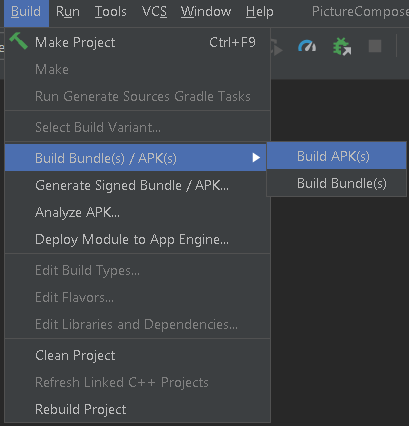 Build Run Tools VCS Window Help PictureCompose
Make Project Ctrl+F9
Make
Run Generate Sources Gradle Tasks
Select Build Variant...
Build Bundle(s) / APK(s) Build APK(s)
Generate Signed Bundle / APK... Build Bundle(s)
Analyze APK...
Deploy Module to App Engine...
Edit Build Types...
Edit Flavors...
Edit Libraries and Dependencies...
Clean Project
Refresh Linked C++ Projects
Rebuild Project